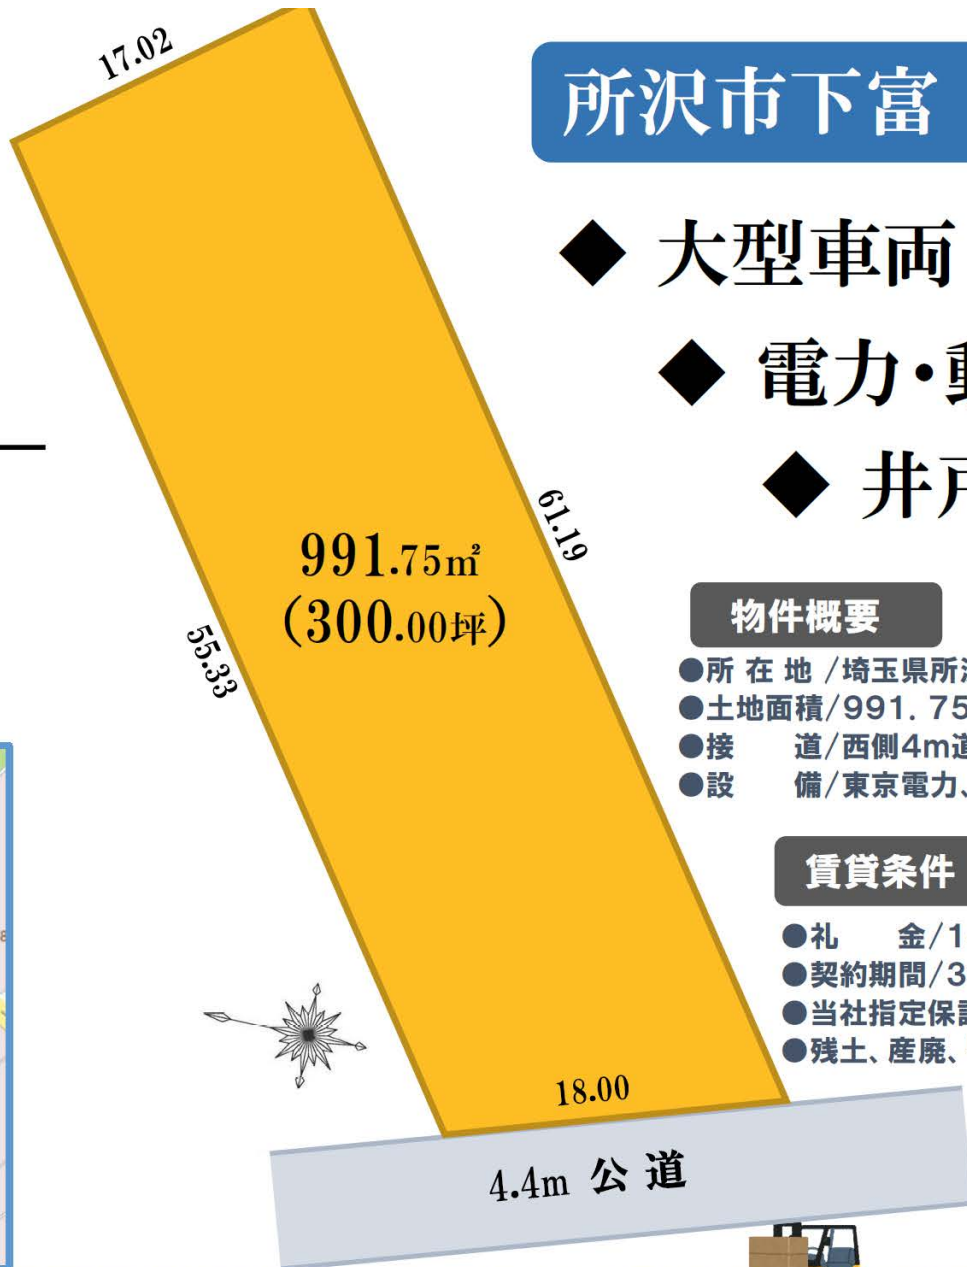 17.02
所沢市下富
◆ 大型車両
◆ 電力・
◆ 井
61.19
991.75㎡
(300.00坪)
55.33
物件概要
●所在地/埼玉県所
●土地面積/991.75
●接 道/西側4m
●設 備/東京電力、
賃貸条件
●礼 金/1
●契約期間/3
●当社指定保
●残土、産廃、
18.00
4.4m 公道